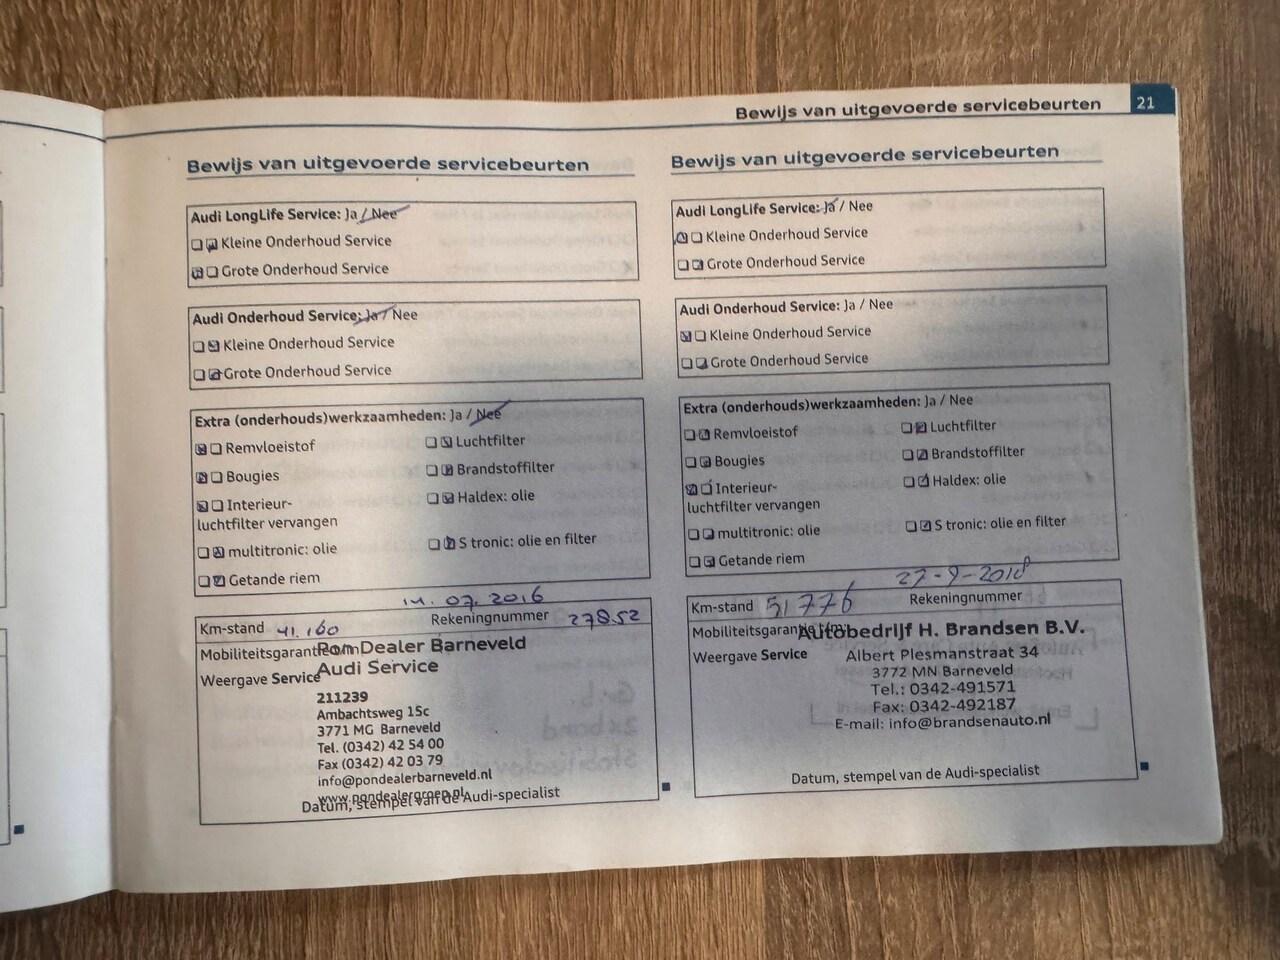 Bewijs van uitgevoerde servicebeurten 21
Bewijs van uitgevoerde servicebeurten
Audi LongLife Service: Ja / Nee
Kleine Onderhoud Service
Grote Onderhoud Service
Audi Onderhoud Service: Ja / Nee
Kleine Onderhoud Service
Grote Onderhoud Service
Extra (onderhouds)werkzaamheden: Ja / Nee
Remvloeistof
Luchtfilter
Bougies
Brandstoffilter
Interieur-
luchtfilter vervangen
Haldex: olie
multitronic: olie
S tronic: olie en filter
Getande riem
14.07.2016
Km-stand 41.160
Rekeningnummer 27852
Mobiliteitsgarantie
Weergave Service
Pon Dealer Barneveld
Audi Service
211239
Ambachtsweg 15c
3771 MG Barneveld
Tel. (0342) 42 54 00
Fax (0342) 42 03 79
info@pondealerbarneveld.nl
www.pondealergroep.nl
Datum, stempel van de Audi-specialist
Bewijs van uitgevoerde servicebeurten
Audi LongLife Service: Ja / Nee
Kleine Onderhoud Service
Grote Onderhoud Service
Audi Onderhoud Service: Ja / Nee
Kleine Onderhoud Service
Grote Onderhoud Service
Extra (onderhouds)werkzaamheden: Ja / Nee
Remvloeistof
Luchtfilter
Bougies
Brandstoffilter
Interieur-
luchtfilter vervangen
Haldex: olie
multitronic: olie
S tronic: olie en filter
Getande riem
27-9-2018
Km-stand 51776
Rekeningnummer
Mobiliteitsgarantie
Weergave Service
Autobedrijf H. Brandsen B.V.
Albert Plesmanstraat 34
3772 MN Barneveld
Tel.: 0342-491571
Fax: 0342-492187
E-mail: info@brandsenauto.nl
Datum, stempel van de Audi-specialist